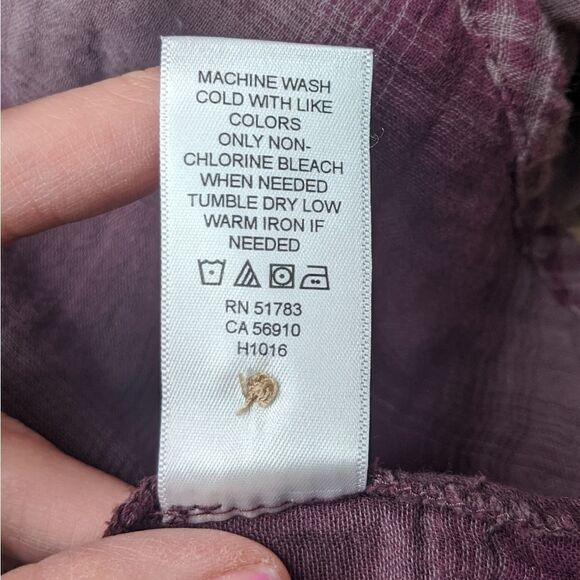 MACHINE WASH
COLD WITH LIKE
COLORS
ONLY NON-
CHLORINE BLEACH
WHEN NEEDED
TUMBLE DRY LOW
WARM IRON IF
NEEDED
RN 51783
CA 56910
H1016